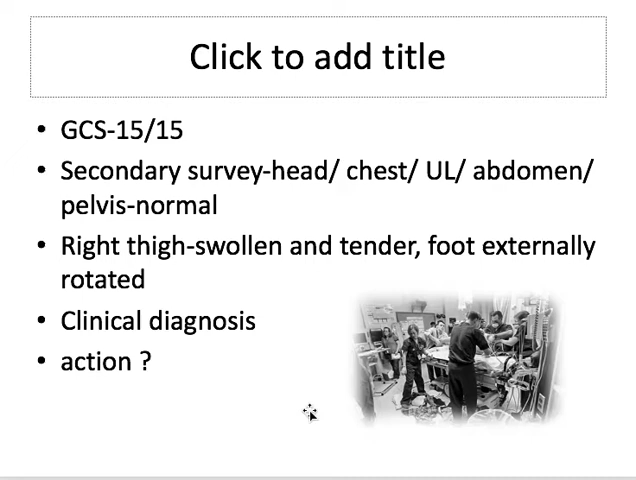 Click to add title
• GCS-15/15
• Secondary survey-head/ chest/ UL/ abdomen/
pelvis-normal
• Right thigh-swollen and tender, foot externally
rotated
• Clinical diagnosis
• action ?